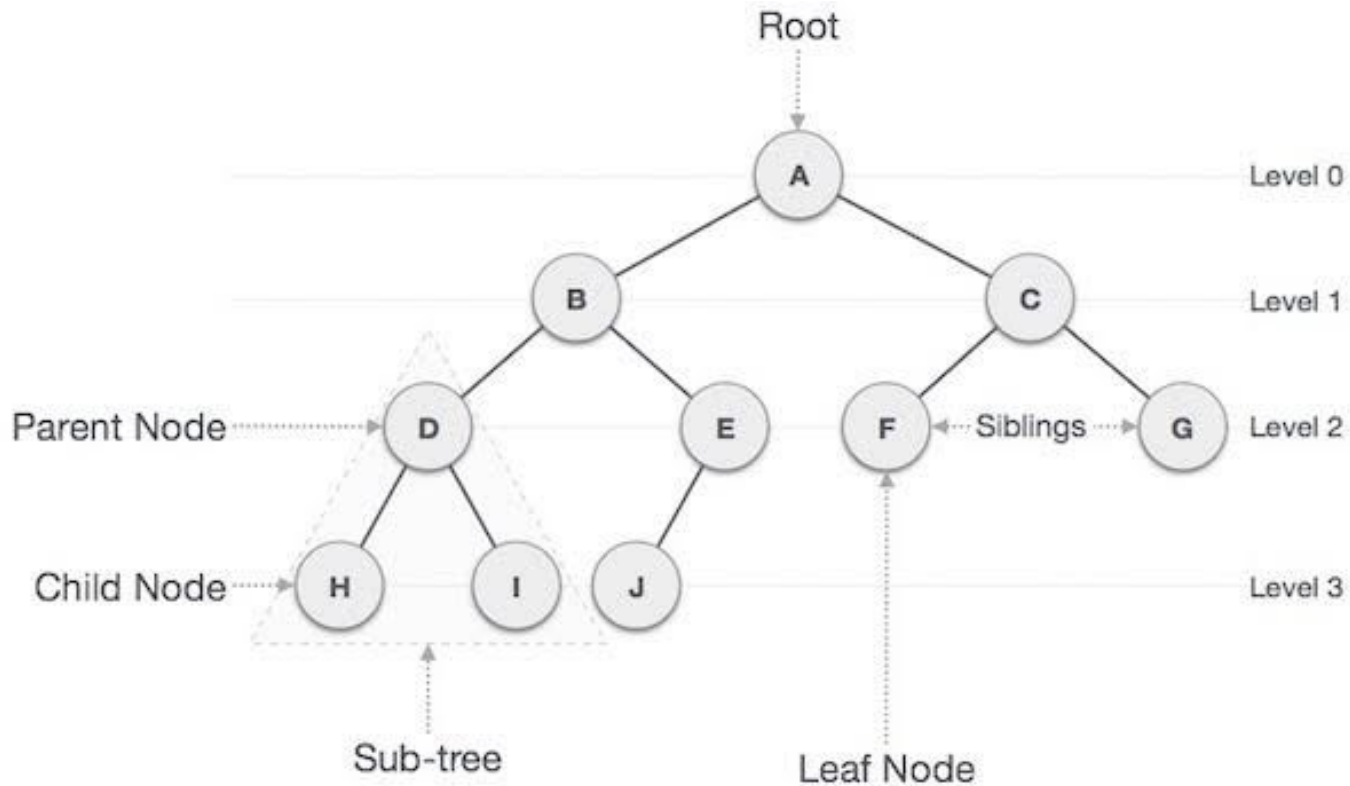 Root
A
Level 0
B
C
Level 1
Parent Node
D
E
F
Siblings
G
Level 2
Child Node
H
I
J
Level 3
Sub-tree
Leaf Node